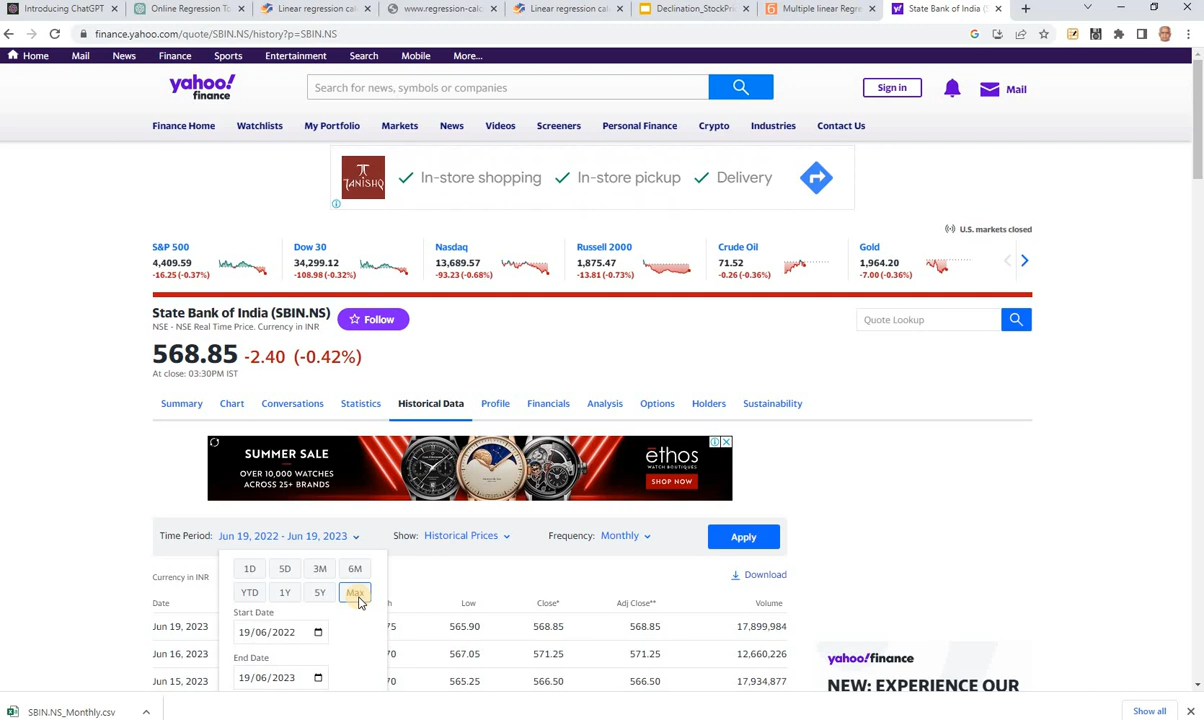 Introducing ChatGPT
Online Regression To
Linear regression cal
www.regression-calc
Linear regression cal
Declination_StockPric
Multiple linear Regre
State Bank of India (S
finance.yahoo.com/quote/SBIN.NS/history?p=SBIN.NS
Home Mail News Finance Sports Entertainment Search Mobile More...
yahoo!
finance
Search for news, symbols or companies
Sign in
Mail
Finance Home Watchlists My Portfolio Markets News Videos Screeners Personal Finance Crypto Industries Contact Us
TANISHQ
In-store shopping In-store pickup Delivery
U.S. markets closed
S&P 500
4,409.59
-16.25 (-0.37%)
Dow 30
34,299.12
-108.98 (-0.32%)
Nasdaq
13,689.57
-93.23 (-0.68%)
Russell 2000
1,875.47
-13.81 (-0.73%)
Crude Oil
71.52
-0.26 (-0.36%)
Gold
1,964.20
-7.00 (-0.36%)
State Bank of India (SBIN.NS)
NSE - NSE Real Time Price. Currency in INR
Follow
Quote Lookup
568.85 -2.40 (-0.42%)
At close: 03:30PM IST
Summary Chart Conversations Statistics Historical Data Profile Financials Analysis Options Holders Sustainability
SUMMER SALE
OVER 10,000 WATCHES
ACROSS 25+ BRANDS
ethos
WATCH BOUTIQUES
SHOP NOW
Time Period: Jun 19, 2022 - Jun 19, 2023 Show: Historical Prices Frequency: Monthly Apply
1D 5D 3M 6M
YTD 1Y 5Y Max
Start Date
19/06/2022
End Date
19/06/2023
Currency in INR
Download
Date Low Close* Adj Close** Volume
Jun 19, 2023 75 565.90 568.85 568.85 17,899,984
Jun 16, 2023 70 567.05 571.25 571.25 12,660,226
Jun 15, 2023 70 565.25 566.50 566.50 17,934,877
yahoo!finance
NEW: EXPERIENCE OUR
SBIN.NS_Monthly.csv
Show all